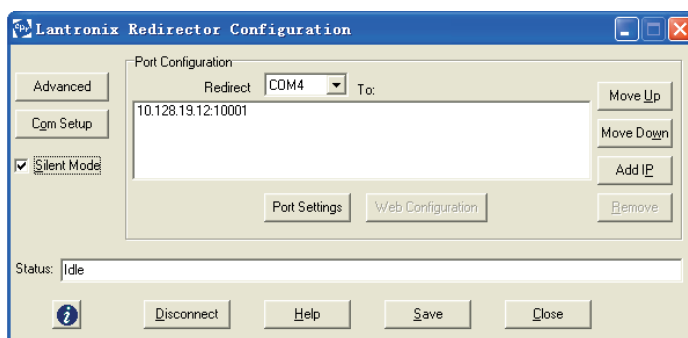 cpr Lantronix Redirector Configuration
Port Configuration
Advanced
Redirect COM4 To:
Move Up
10.128.19.12:10001
Com Setup
Move Down
Silent Mode
Add IP
Port Settings Web Configuration Remove
Status: Idle
Disconnect Help Save Close